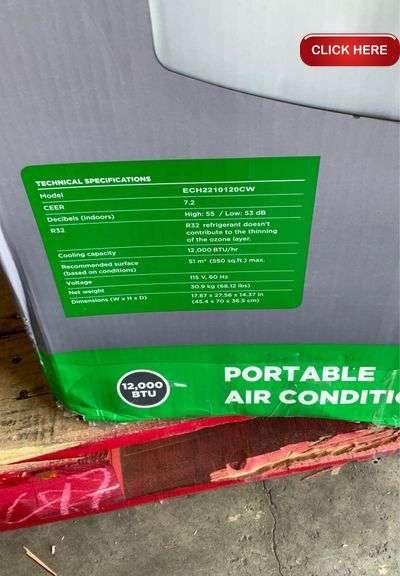 CLICK HERE
TECHNICAL SPECIFICATIONS
Model ECH2210120CW
CEER 7.2
Decibels (indoors) High: 55 / Low: 53 dB
R32 R32 refrigerant doesn't
contribute to the thinning
of the ozone layer.
Cooling capacity 12,000 BTU/hr
Recommended surface
(based on conditions) 51 m² (550 sq.ft.) max.
Voltage 115 V, 60 Hz
Net weight 30.9 kg (68.12 lbs)
Dimensions (W x H x D) 17.87 x 27.56 x 14.37 in
(45.4 x 70 x 36.5 cm)
12,000
BTU
PORTABLE
AIR CONDITI